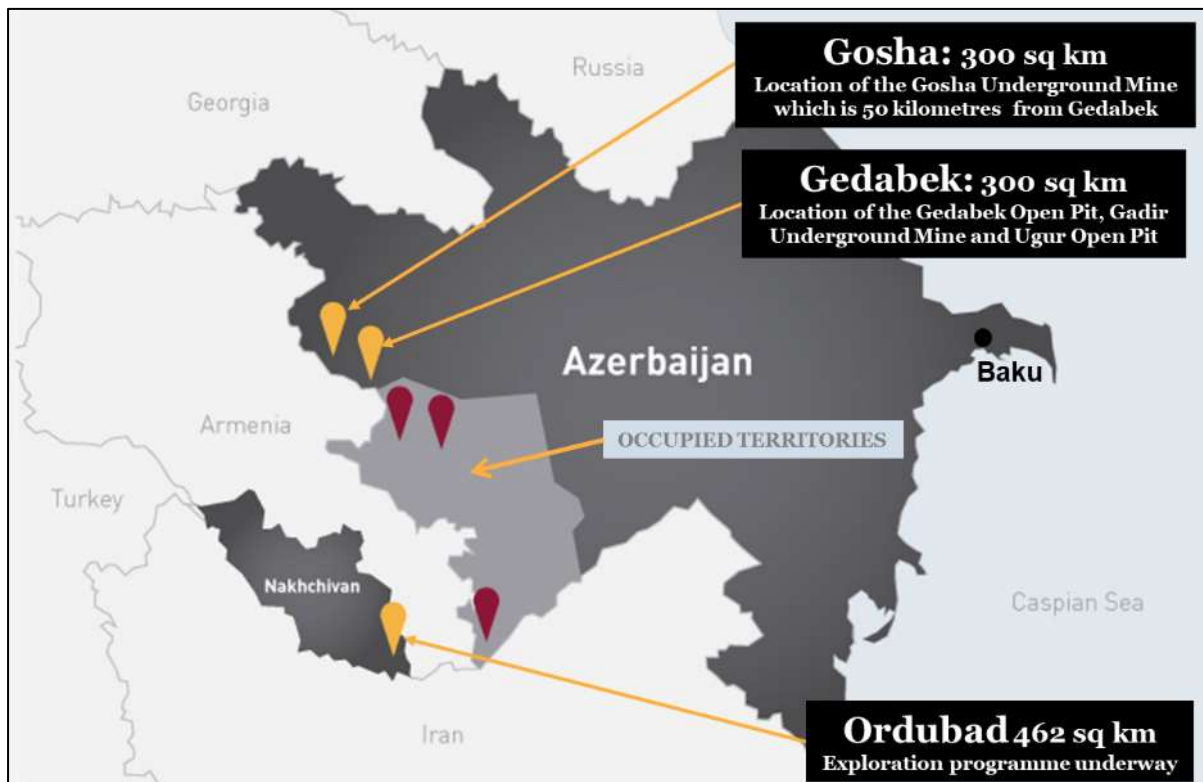 Gosha: 300 sq km
Location of the Gosha Underground Mine
which is 50 kilometres from Gedabek
Russia
Georgia
Gedabek: 300 sq km
Location of the Gedabek Open Pit, Gadir
Underground Mine and Ugur Open Pit
Azerbaijan
Baku
Armenia
OCCUPIED TERRITORIES
Turkey
Nakhchivan
Caspian Sea
Iran
Ordubad 462 sq km
Exploration programme underway